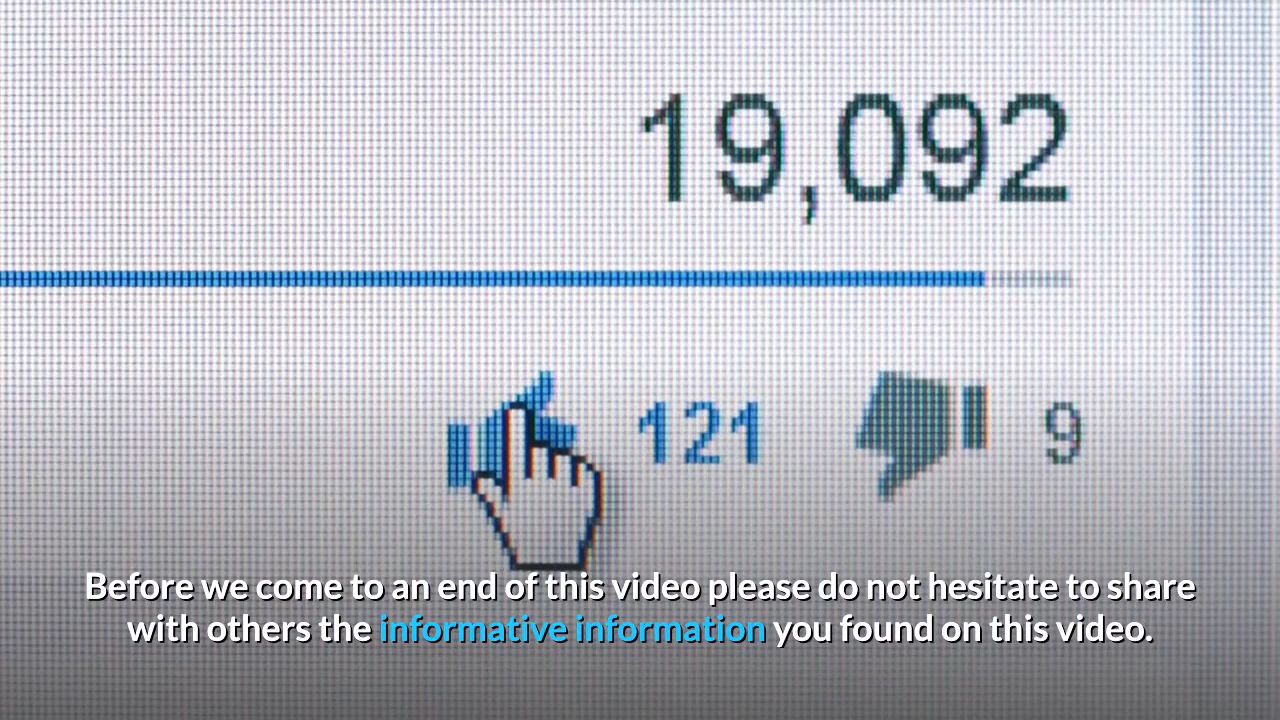 19,092
121 9
Before we come to an end of this video please do not hesitate to share
with others the informative information you found on this video.